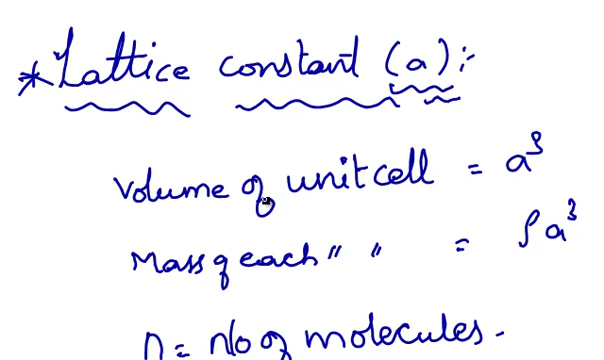 *Lattice constant (a):-
Volume of unit cell = a³
Mass of each " " = ρa³
n = No of molecules.